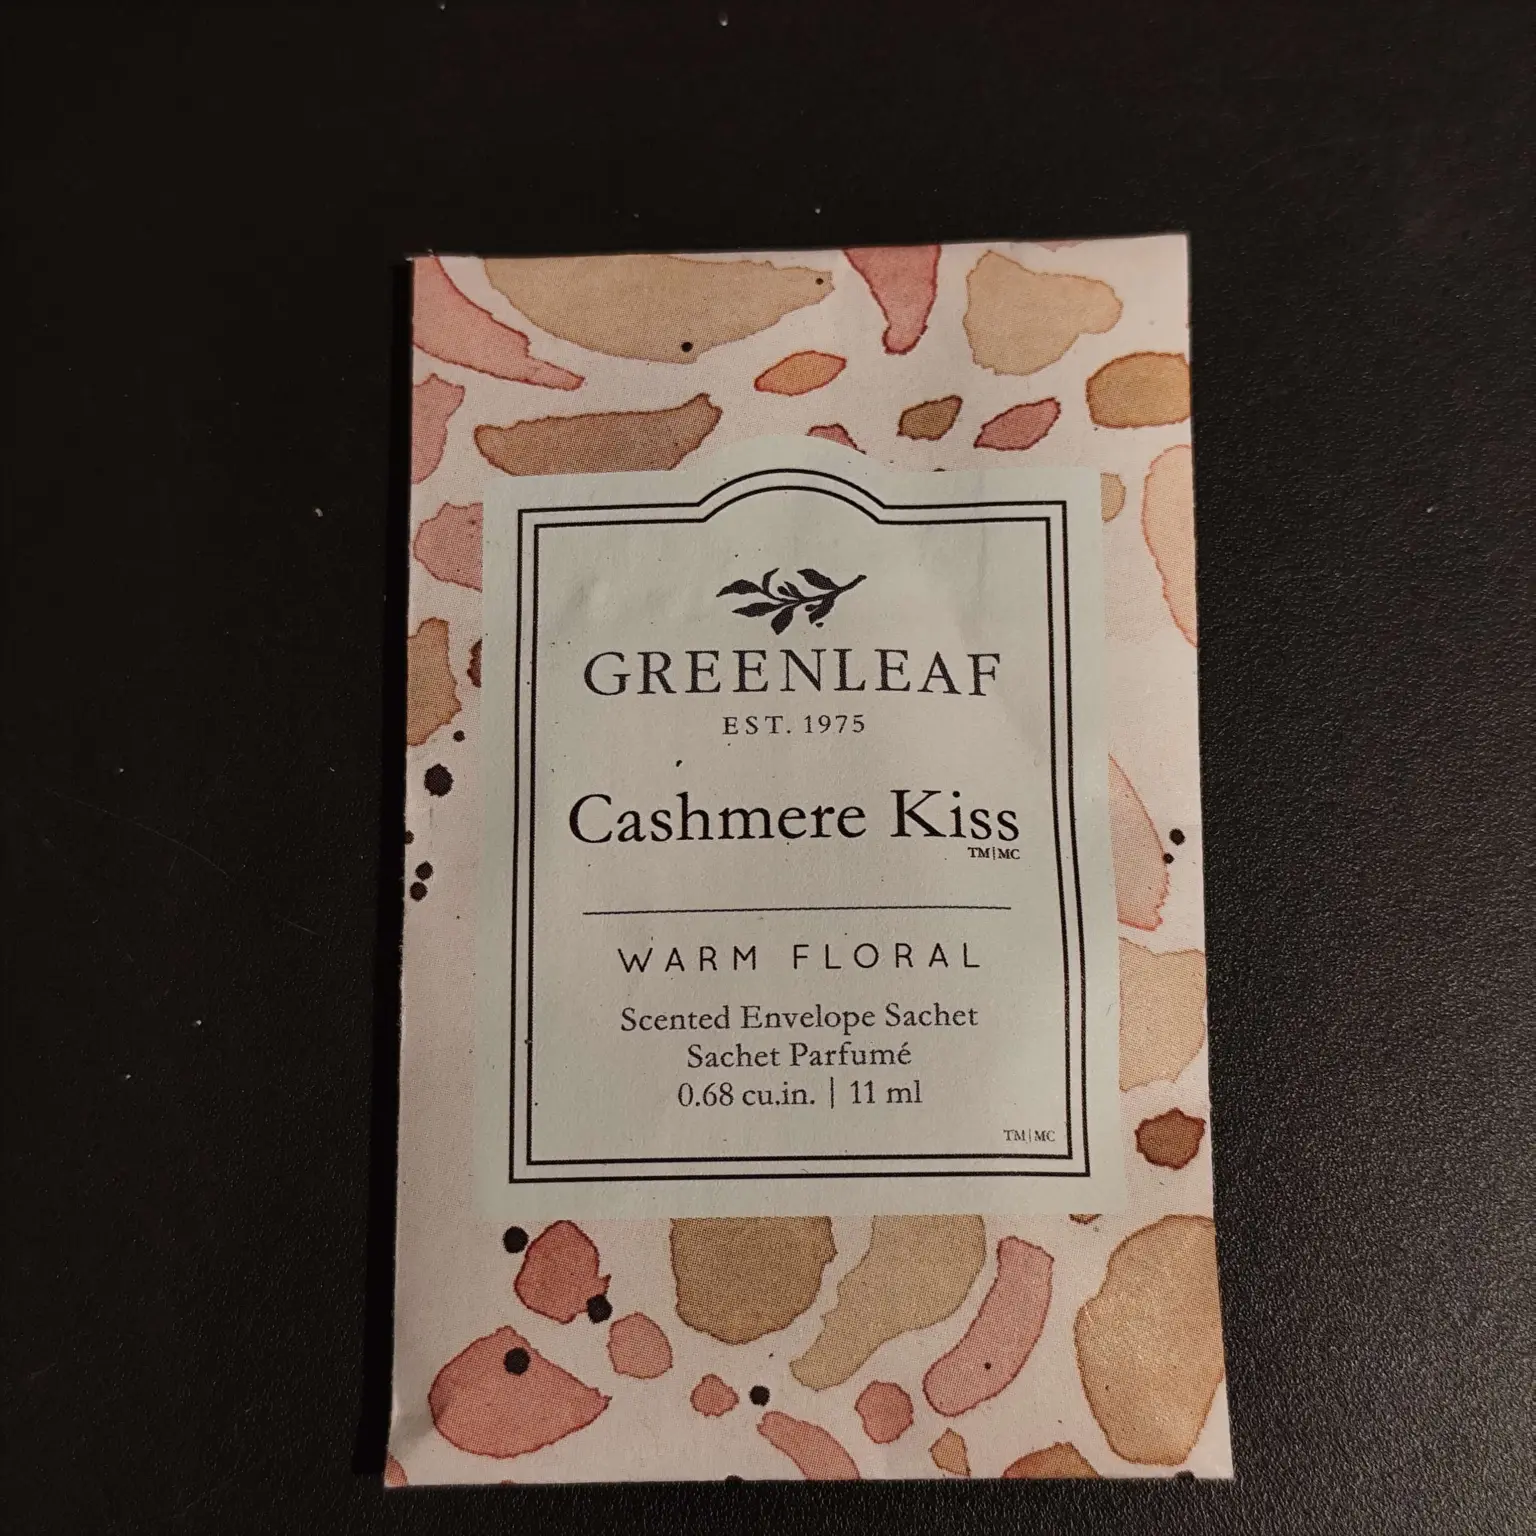 GREENLEAF
EST. 1975
Cashmere Kiss
TM|MC
WARM FLORAL
Scented Envelope Sachet
Sachet Parfumé
0.68 cu.in. | 11 ml
TM|MC